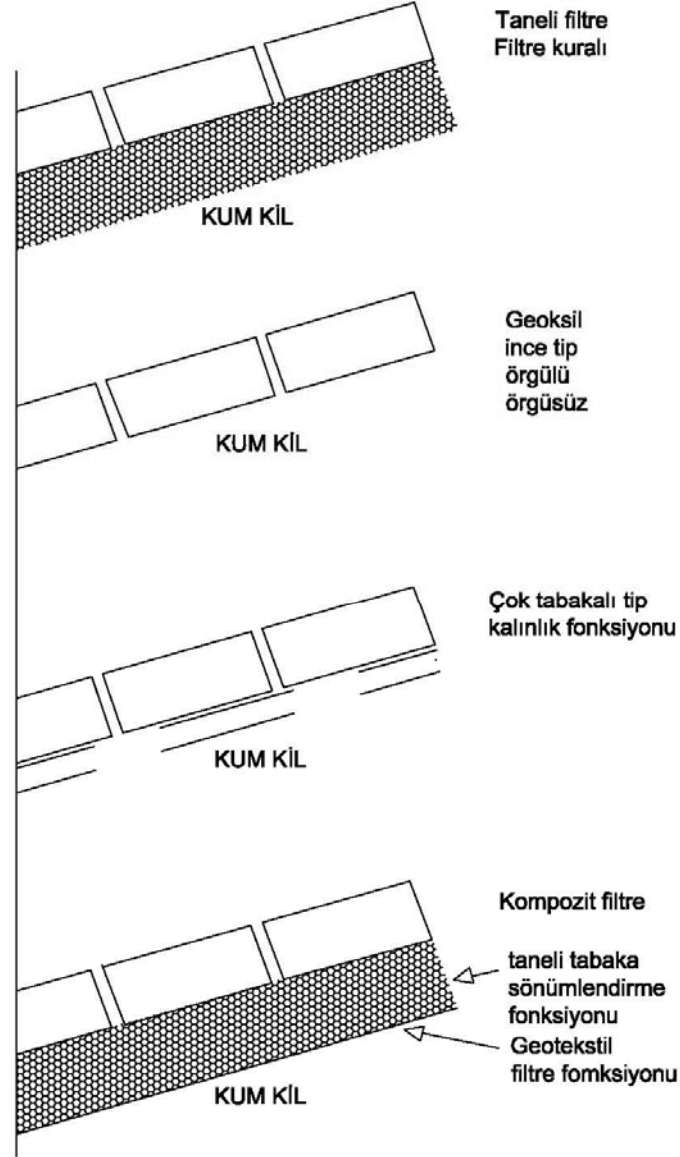 Taneli filtre
Filtre kuralı
KUM KİL
Geoksil
ince tip
örgülü
örgüsüz
KUM KİL
Çok tabakalı tip
kalınlık fonksiyonu
KUM KİL
Kompozit filtre
taneli tabaka
sönümlendirme
fonksiyonu
Geotekstil
filtre fomksiyonu
KUM KİL